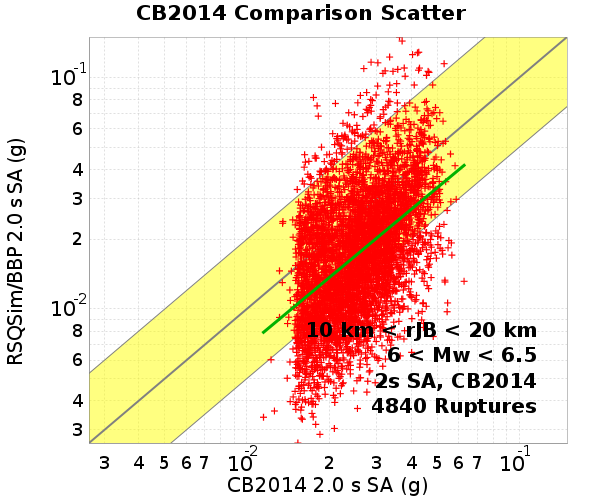 CB2014 Comparison Scatter
RSQSim/BBP 2.0 s SA (g)
10⁻¹
8
6
4
3
2
10⁻²
8
6
4
3
10 km < rJB < 20 km
6 < Mw < 6.5
2s SA, CB2014
4840 Ruptures
3 4 5 6 7 10⁻² 2 3 4 5 6 7 10⁻¹
CB2014 2.0 s SA (g)